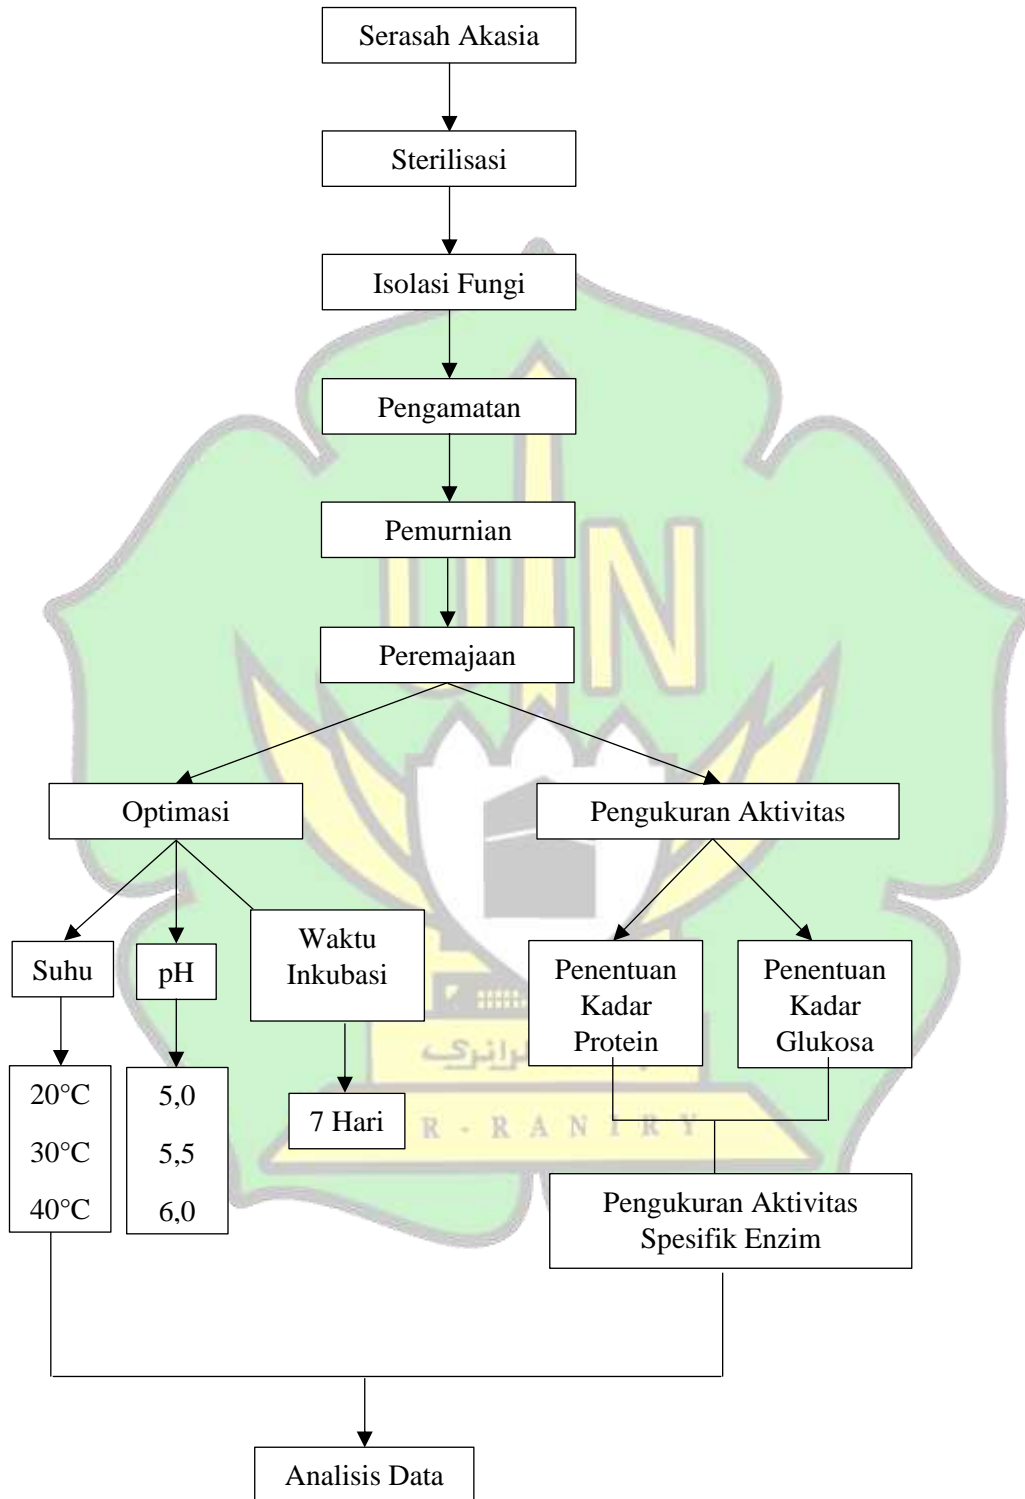 Serasah Akasia
Sterilisasi
Isolasi Fungi
Pengamatan
Pemurnian
UIN
Peremajaan
Optimasi
Pengukuran Aktivitas
Suhu
pH
Waktu
Inkubasi
Penentuan
Kadar
Protein
Penentuan
Kadar
Glukosa
20°C
30°C
40°C
5,0
5,5
6,0
7 Hari
R - RANIRY
Pengukuran Aktivitas
Spesifik Enzim
Analisis Data